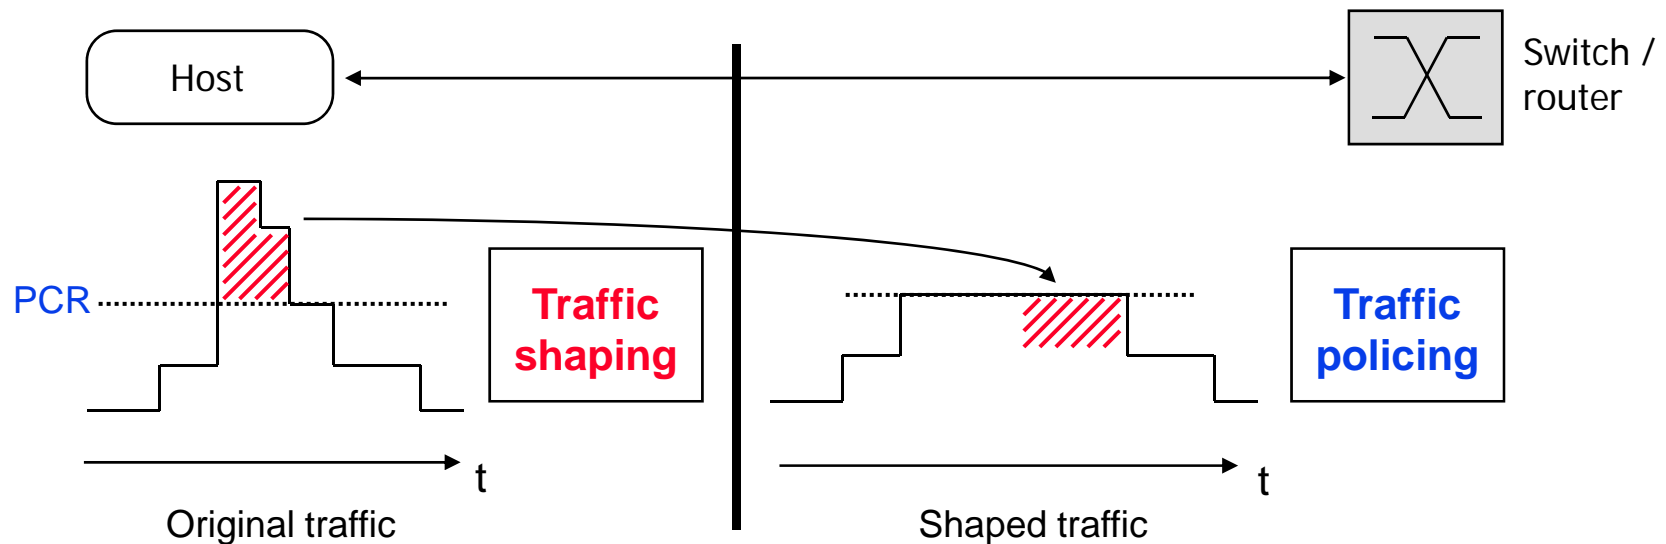 Host
Switch /
router
PCR
Traffic
shaping
Traffic
policing
t
t
Original traffic
Shaped traffic